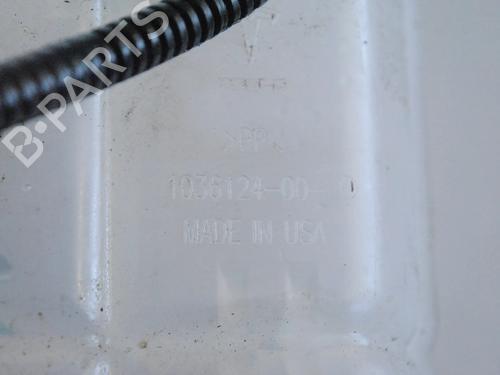 >PP<
1036124-00-
MADE IN USA
B-PARTS